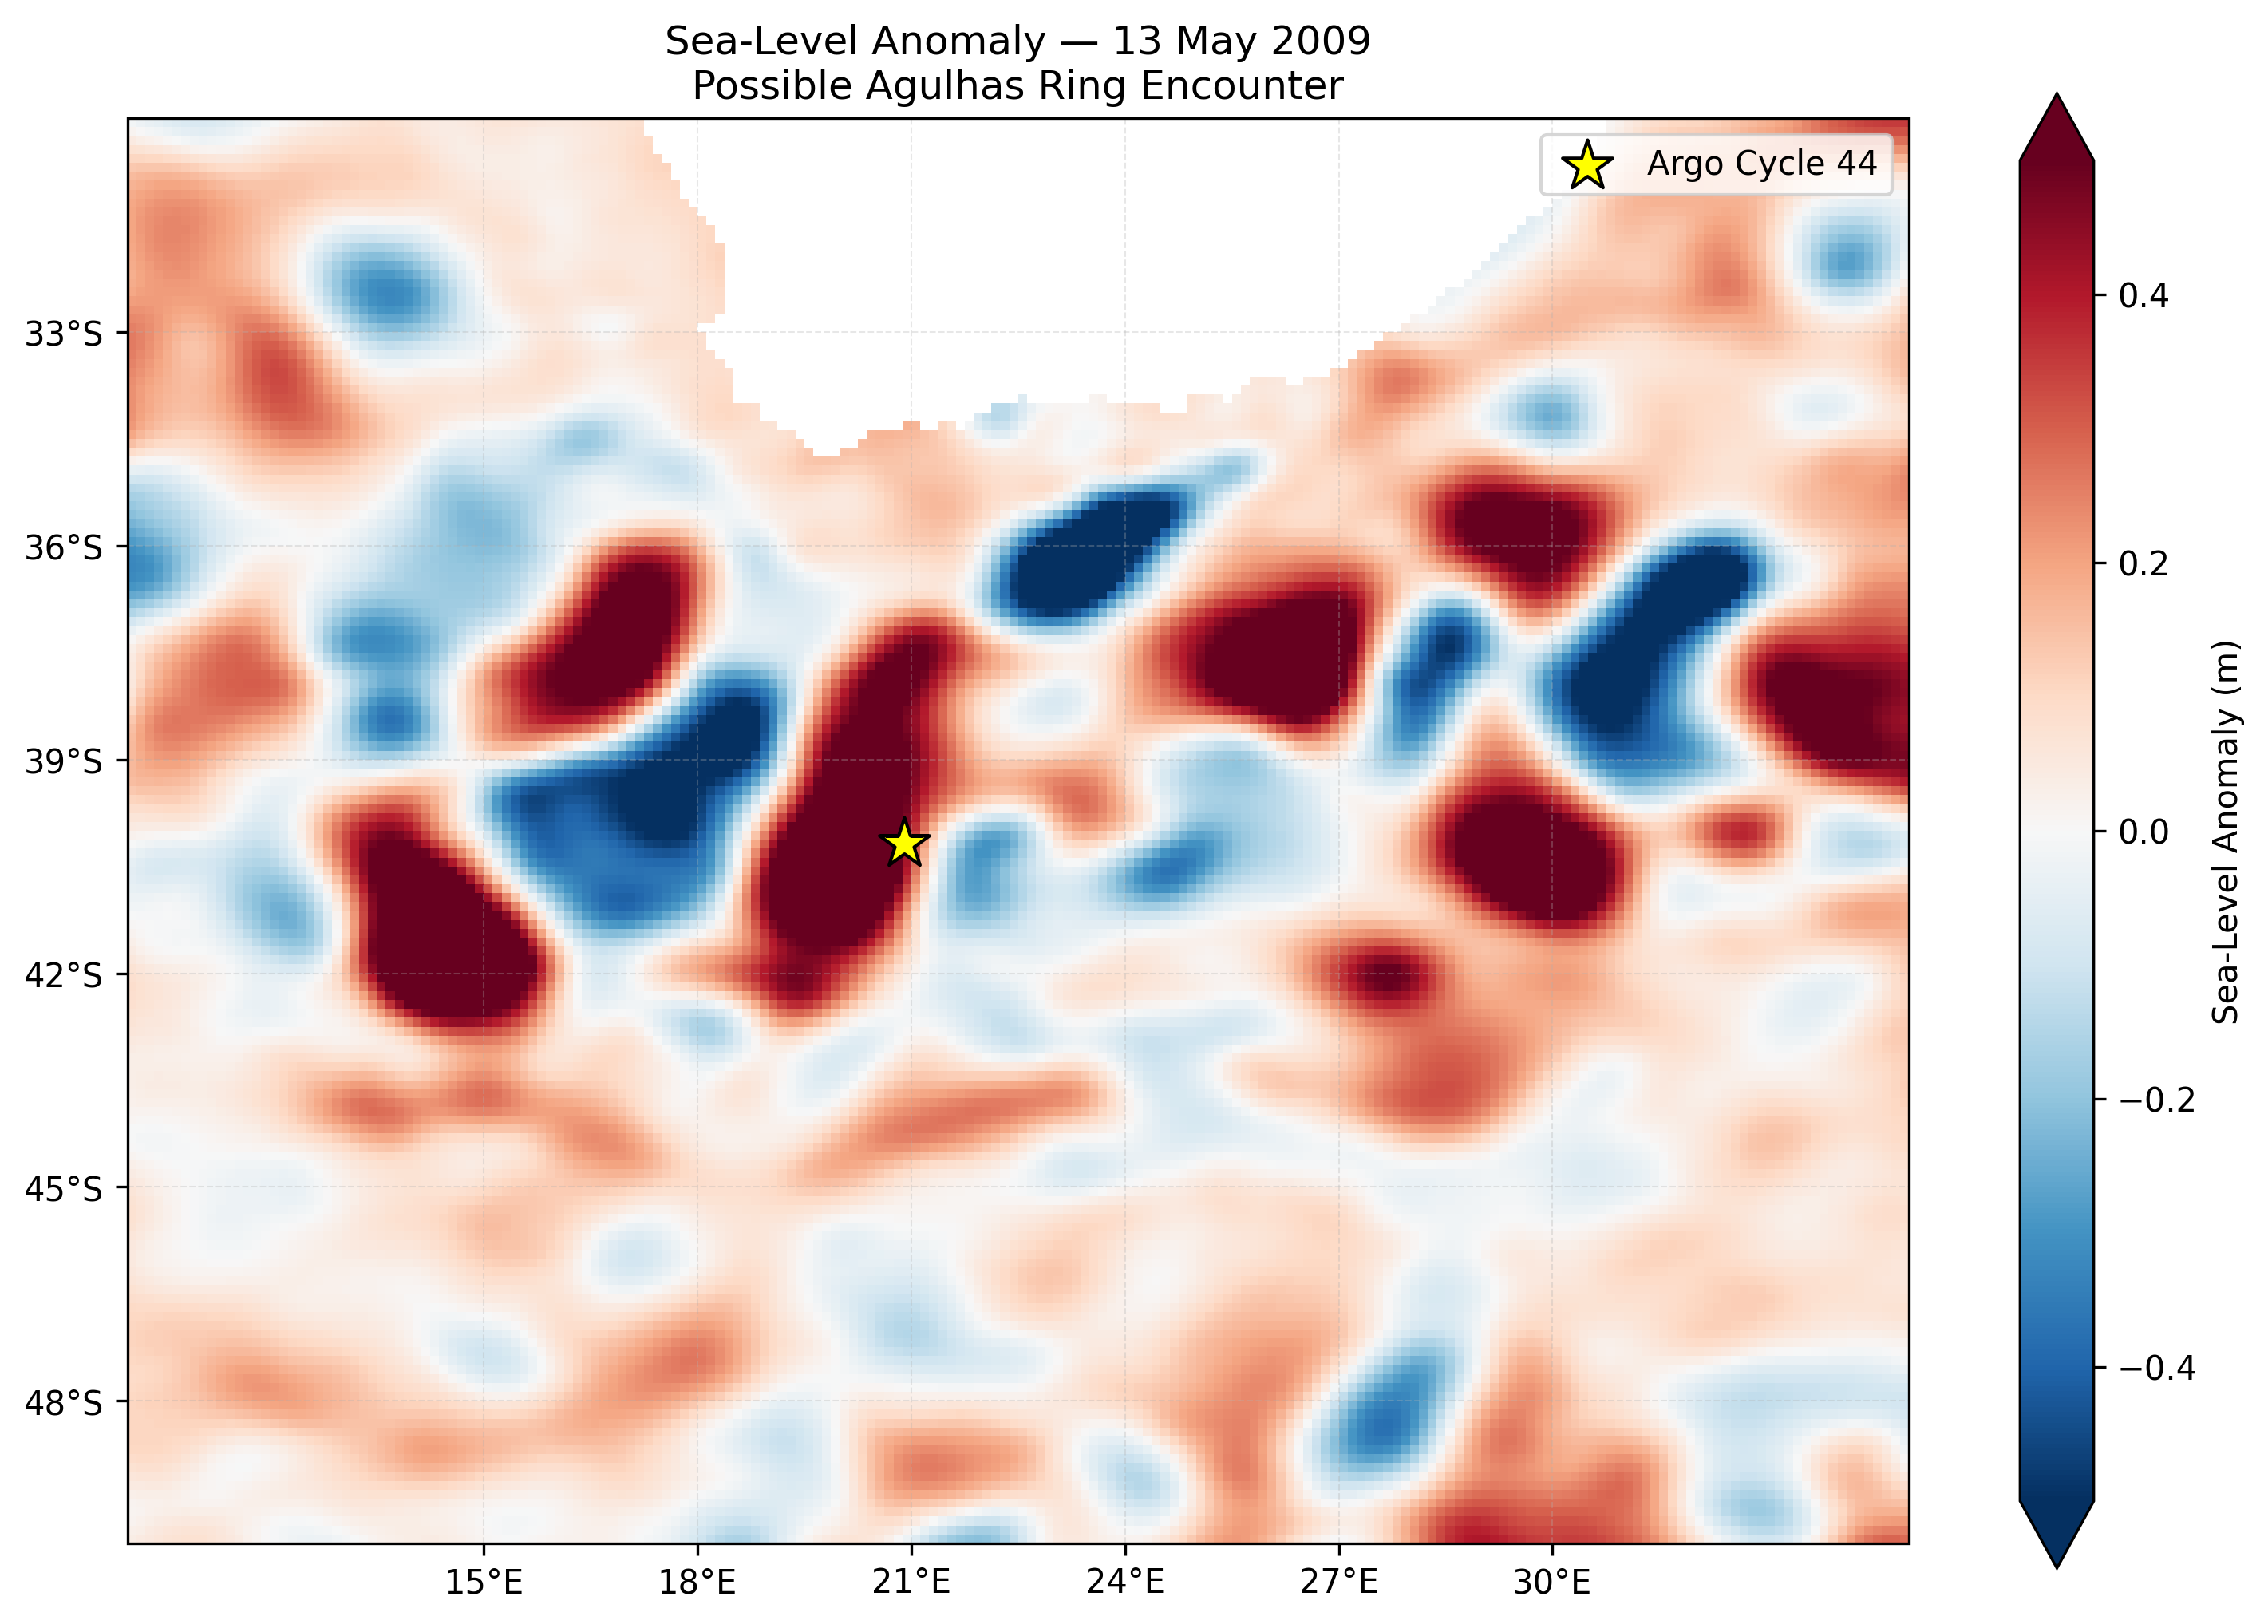 Sea-Level Anomaly — 13 May 2009
Possible Agulhas Ring Encounter
Argo Cycle 44
33°S
36°S
39°S
42°S
45°S
48°S
15°E
18°E
21°E
24°E
27°E
30°E
0.4
0.2
0.0
−0.2
−0.4
Sea-Level Anomaly (m)